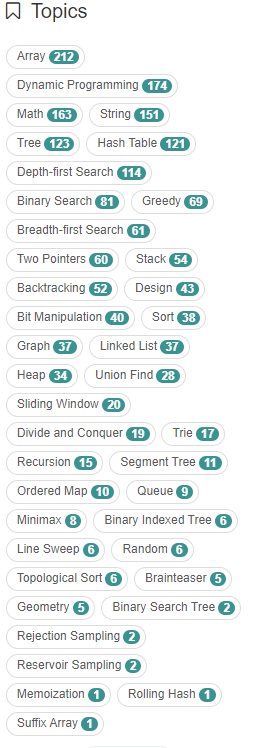 Topics
Array 212
Dynamic Programming 174
Math 163 String 151
Tree 123 Hash Table 121
Depth-first Search 114
Binary Search 81 Greedy 69
Breadth-first Search 61
Two Pointers 60 Stack 54
Backtracking 52 Design 43
Bit Manipulation 40 Sort 38
Graph 37 Linked List 37
Heap 34 Union Find 28
Sliding Window 20
Divide and Conquer 19 Trie 17
Recursion 15 Segment Tree 11
Ordered Map 10 Queue 9
Minimax 8 Binary Indexed Tree 6
Line Sweep 6 Random 6
Topological Sort 6 Brainteaser 5
Geometry 5 Binary Search Tree 2
Rejection Sampling 2
Reservoir Sampling 2
Memoization 1 Rolling Hash 1
Suffix Array 1